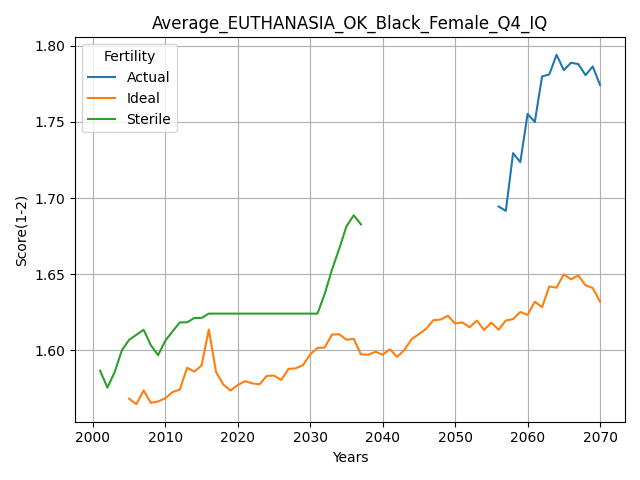 Average_EUTHANASIA_OK_Black_Female_Q4_IQ
Fertility
Actual
Ideal
Sterile
Score(1-2)
1.80
1.75
1.70
1.65
1.60
2000 2010 2020 2030 2040 2050 2060 2070
Years